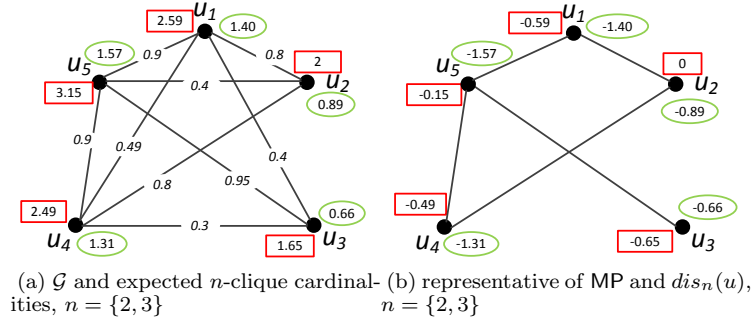 2.59
u₁
1.40
1.57
0.9
0.8
2
u₅
0.4
u₂
3.15
0.89
0.9
0.49
0.4
0.8
0.95
2.49
0.66
0.3
u₄
1.31
1.65
u₃
(a) 𝒢 and expected n-clique cardinal-
ities, n = {2, 3}
-0.59
u₁
-1.40
-1.57
0
u₅
u₂
-0.15
-0.89
-0.49
-0.66
u₄
-1.31
-0.65
u₃
(b) representative of MP and disₙ(u),
n = {2, 3}